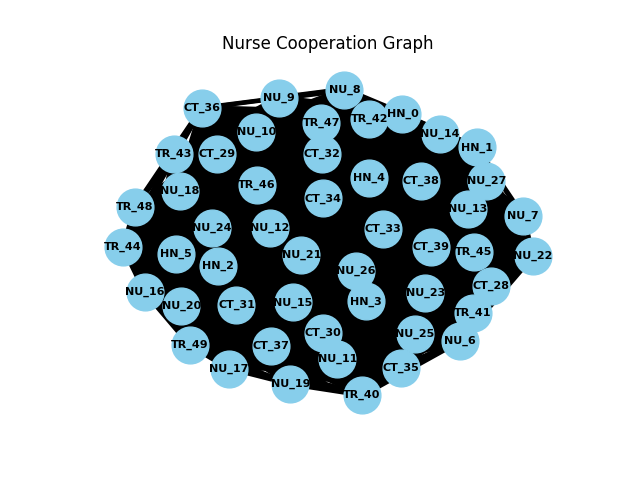 Nurse Cooperation Graph
NU_8
NU_9
CT_36
HN_0
TR_42
TR_47
NU_10
NU_14
HN_1
TR_43
CT_29
CT_32
HN_4
CT_38
NU_27
TR_46
NU_18
CT_34
TR_48
NU_13
NU_7
NU_24
NU_12
CT_33
TR_44
CT_39
TR_45
HN_5
NU_21
NU_22
HN_2
NU_26
CT_28
NU_16
NU_23
NU_20
CT_31
NU_15
HN_3
TR_41
CT_30
NU_25
NU_6
TR_49
CT_37
NU_11
NU_17
CT_35
NU_19
TR_40